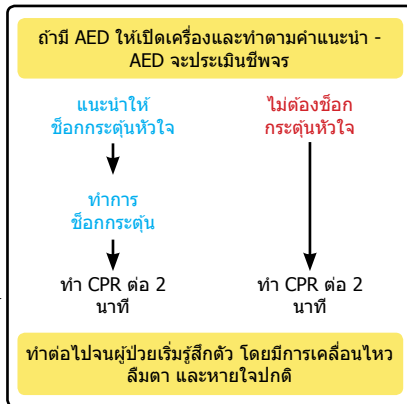 ถ้ามี AED ให้เปิดเครื่องและทำตามคำแนะนำ -
AED จะประเมินชีพจร
แนะนำให้
ช็อกกระตุ้นหัวใจ
ไม่ต้องช็อก
กระตุ้นหัวใจ
ทำการ
ช็อกกระตุ้น
ทำ CPR ต่อ 2
นาที
ทำ CPR ต่อ 2
นาที
ทำต่อไปจนผู้ป่วยเริ่มรู้สึกตัว โดยมีการเคลื่อนไหว
ลืมตา และหายใจปกติ